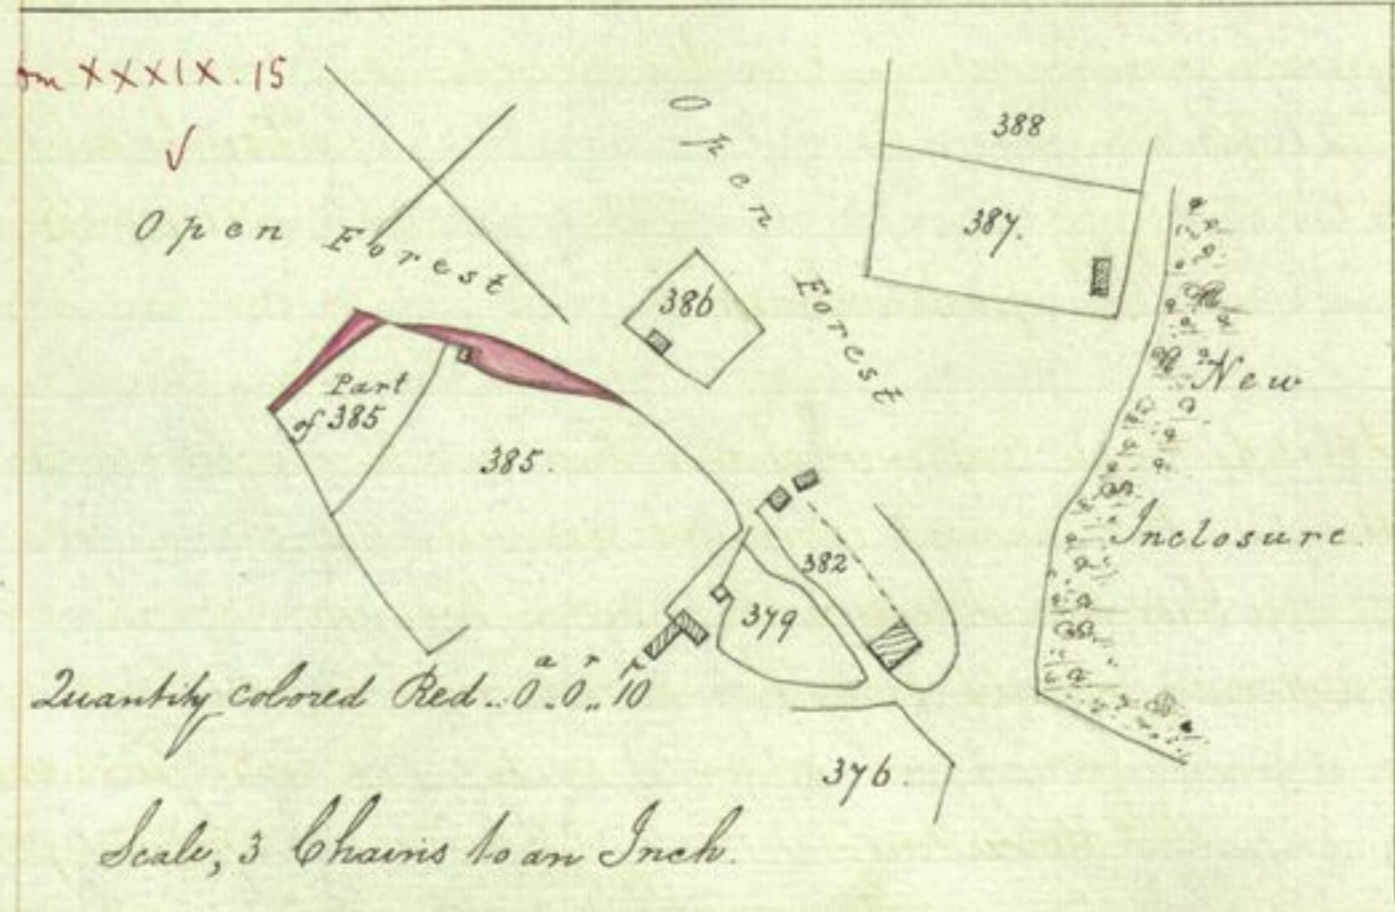 om XXXIX.15
✓
Open Forest
Open Forest
388
387.
386
Part
of 385
385.
New
Inclosure.
382
379
a r p
Quantity colored Red..0..0..10
376.
Scale, 3 Chains to an Inch.